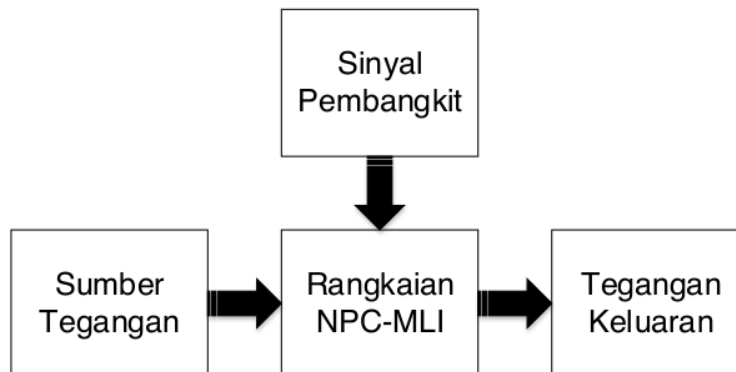 Sinyal
Pembangkit
Sumber
Tegangan
Rangkaian
NPC-MLI
Tegangan
Keluaran